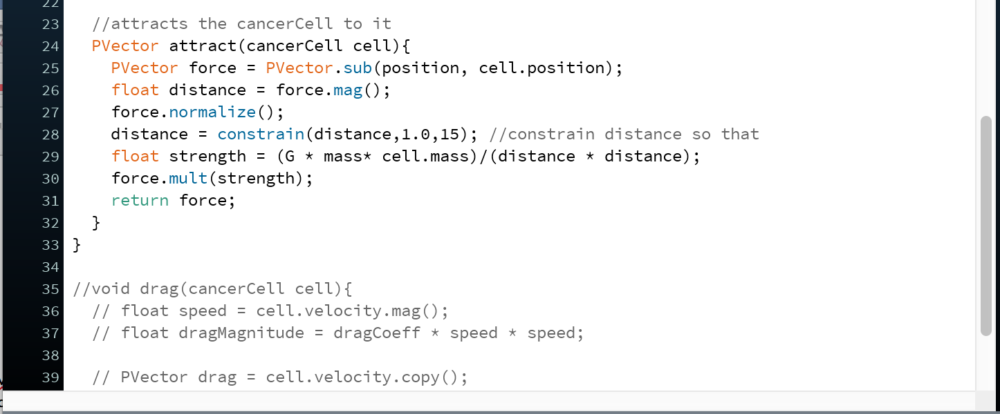 22
23 //attracts the cancerCell to it
24 PVector attract(cancerCell cell){
25 PVector force = PVector.sub(position, cell.position);
26 float distance = force.mag();
27 force.normalize();
28 distance = constrain(distance,1.0,15); //constrain distance so that
29 float strength = (G * mass* cell.mass)/(distance * distance);
30 force.mult(strength);
31 return force;
32 }
33 }
34
35 //void drag(cancerCell cell){
36 // float speed = cell.velocity.mag();
37 // float dragMagnitude = dragCoeff * speed * speed;
38
39 // PVector drag = cell.velocity.copy();